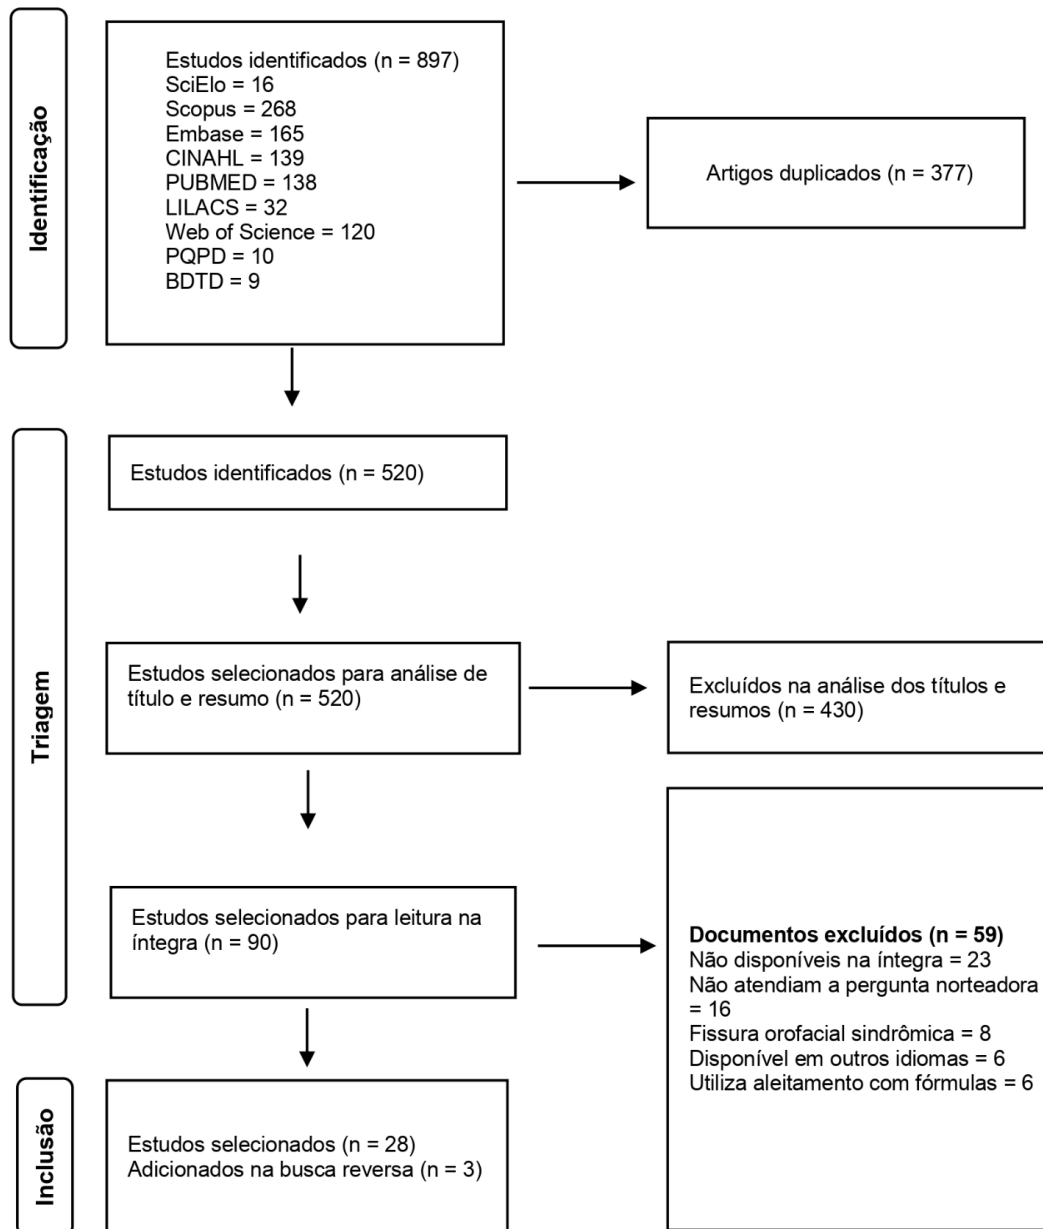 Identificação
Estudos identificados (n = 897)
SciElo = 16
Scopus = 268
Embase = 165
CINAHL = 139
PUBMED = 138
LILACS = 32
Web of Science = 120
PQPD = 10
BDTD = 9
Artigos duplicados (n = 377)
Triagem
Estudos identificados (n = 520)
Estudos selecionados para análise de
título e resumo (n = 520)
Excluídos na análise dos títulos e
resumos (n = 430)
Estudos selecionados para leitura na
íntegra (n = 90)
Documentos excluídos (n = 59)
Não disponíveis na íntegra = 23
Não atendiam a pergunta norteadora
= 16
Fissura orofacial sindrômica = 8
Disponível em outros idiomas = 6
Utiliza aleitamento com fórmulas = 6
Inclusão
Estudos selecionados (n = 28)
Adicionados na busca reversa (n = 3)